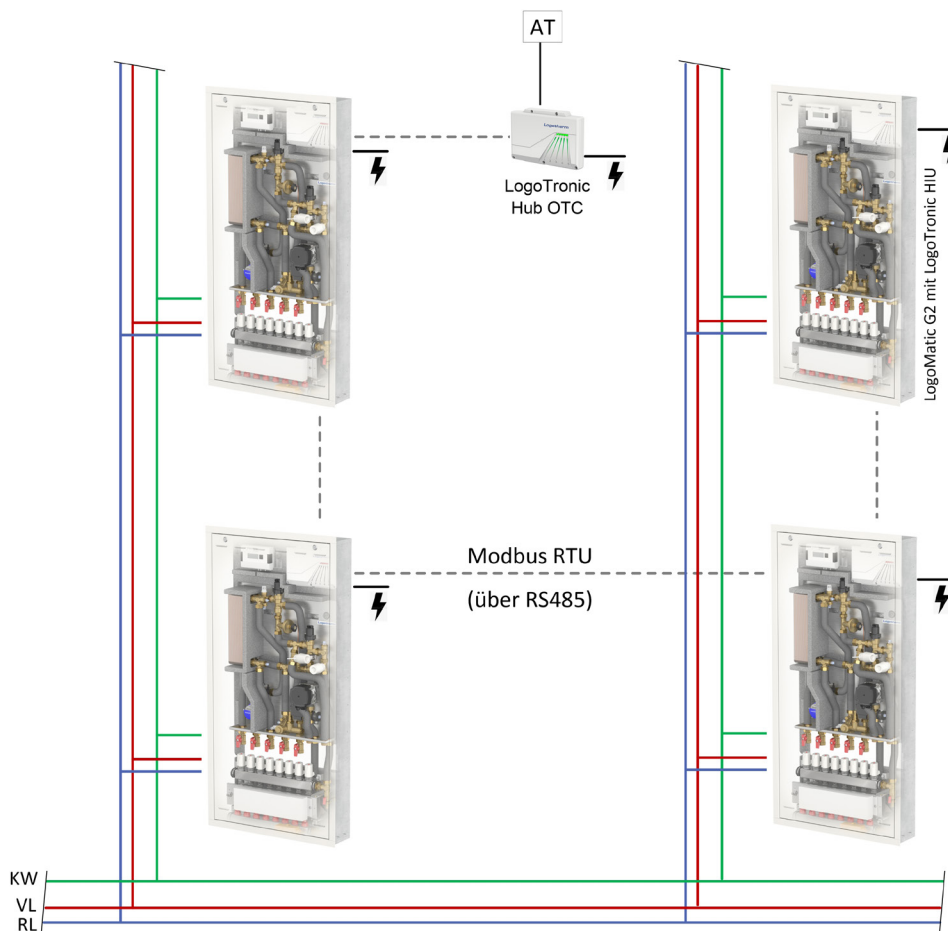 AT
LogoTronic
Hub OTC
LogoMatic G2 mit LogoTronic HIU
Modbus RTU
(über RS485)
KW
VL
RL